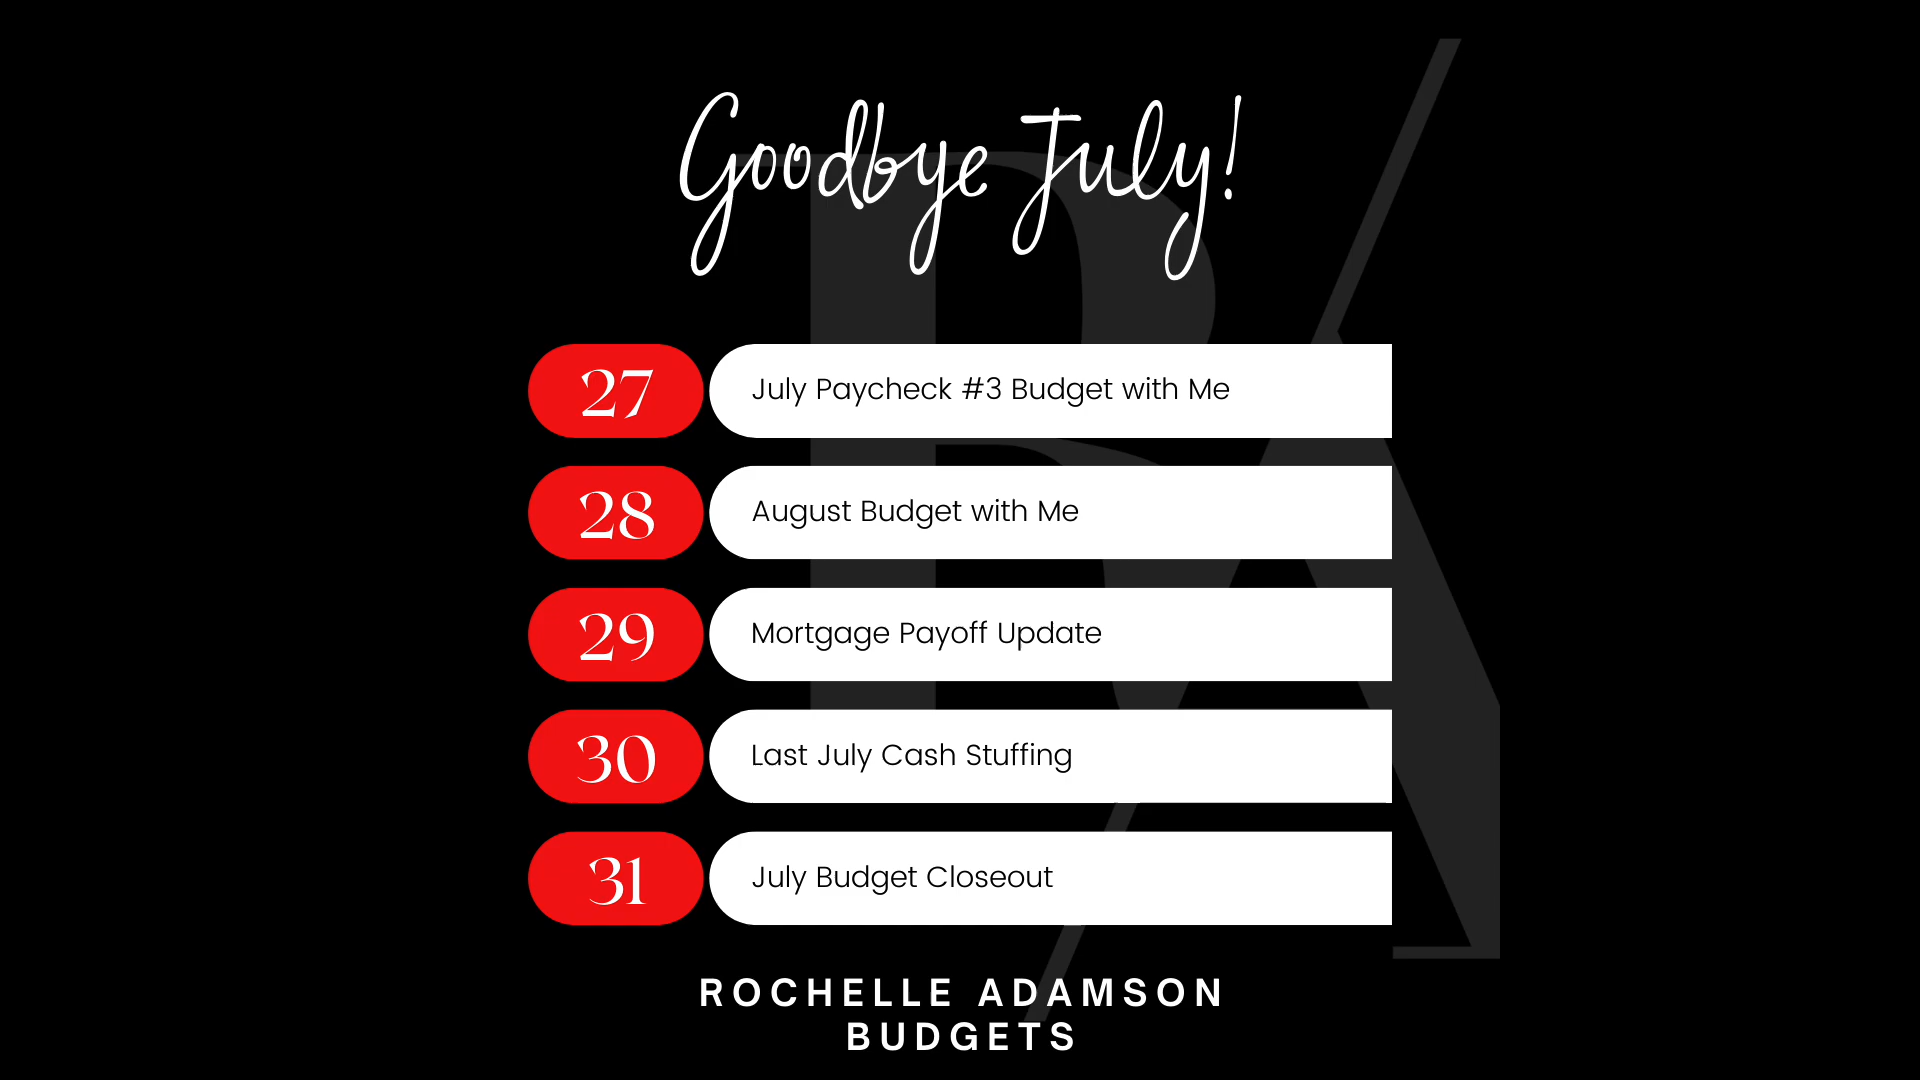 Goodbye July!
27
July Paycheck #3 Budget with Me
28
August Budget with Me
29
Mortgage Payoff Update
30
Last July Cash Stuffing
31
July Budget Closeout
ROCHELLE ADAMSON
BUDGETS
RA